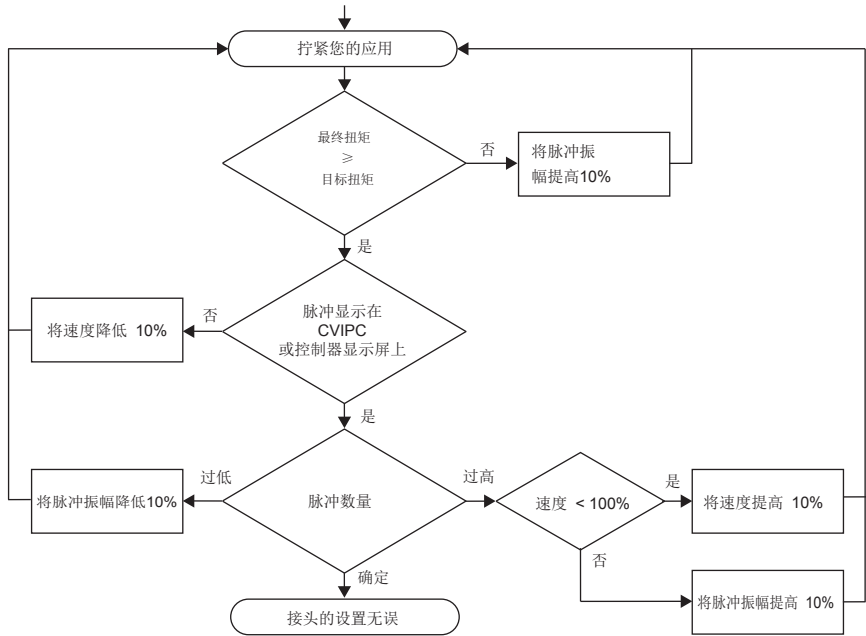 拧紧您的应用
最终扭矩
≥
目标扭矩
否
将脉冲振
幅提高10%
是
脉冲显示在
CVIPC
或控制器显示屏上
否
将速度降低 10%
是
脉冲数量
过低
将脉冲振幅降低10%
过高
速度 < 100%
是
将速度提高 10%
否
将脉冲振幅提高 10%
确定
接头的设置无误